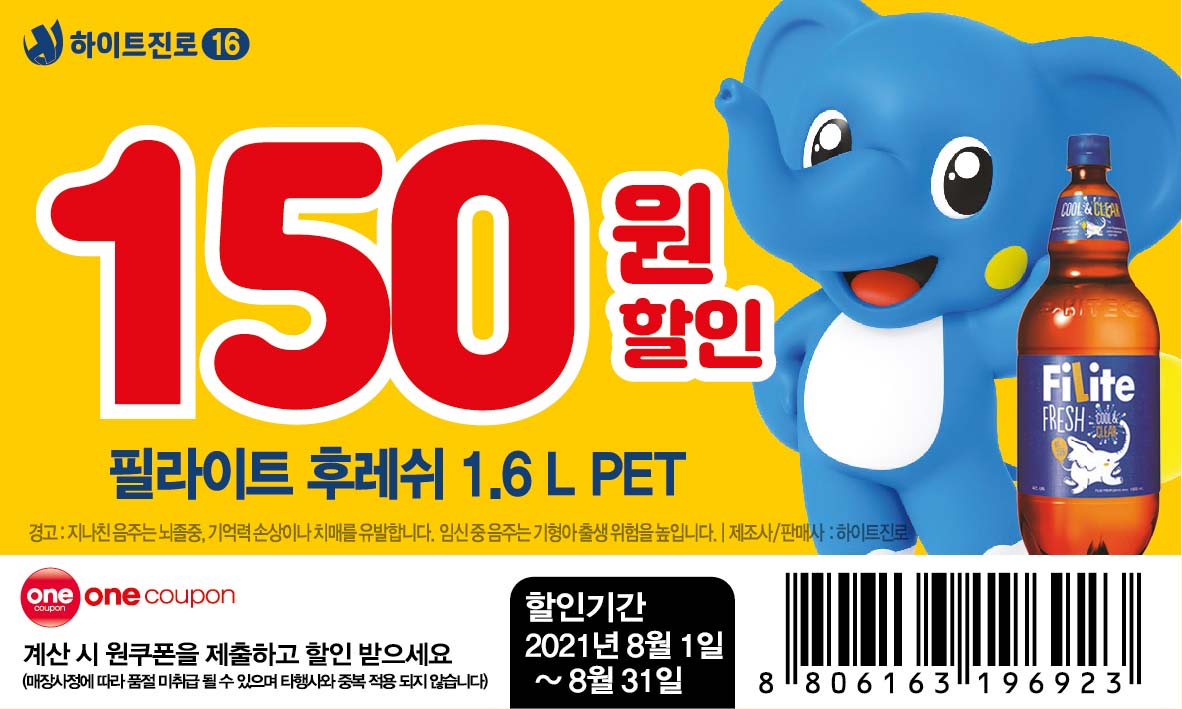 하이트진로 16
150원 할인
필라이트 후레쉬 1.6 L PET
경고 : 지나친 음주는 뇌졸중, 기억력 손상이나 치매를 유발합니다. 임신 중 음주는 기형아 출생 위험을 높입니다. | 제조사/판매사 : 하이트진로
COOL & CLEAR
HITE
FiLite
FRESH
COOL &
CLEAR
one
coupon
one coupon
계산 시 원쿠폰을 제출하고 할인 받으세요
(매장사정에 따라 품절 미취급 될 수 있으며 타행사와 중복 적용 되지 않습니다)
할인기간
2021년 8월 1일
~ 8월 31일
8 806163 196923